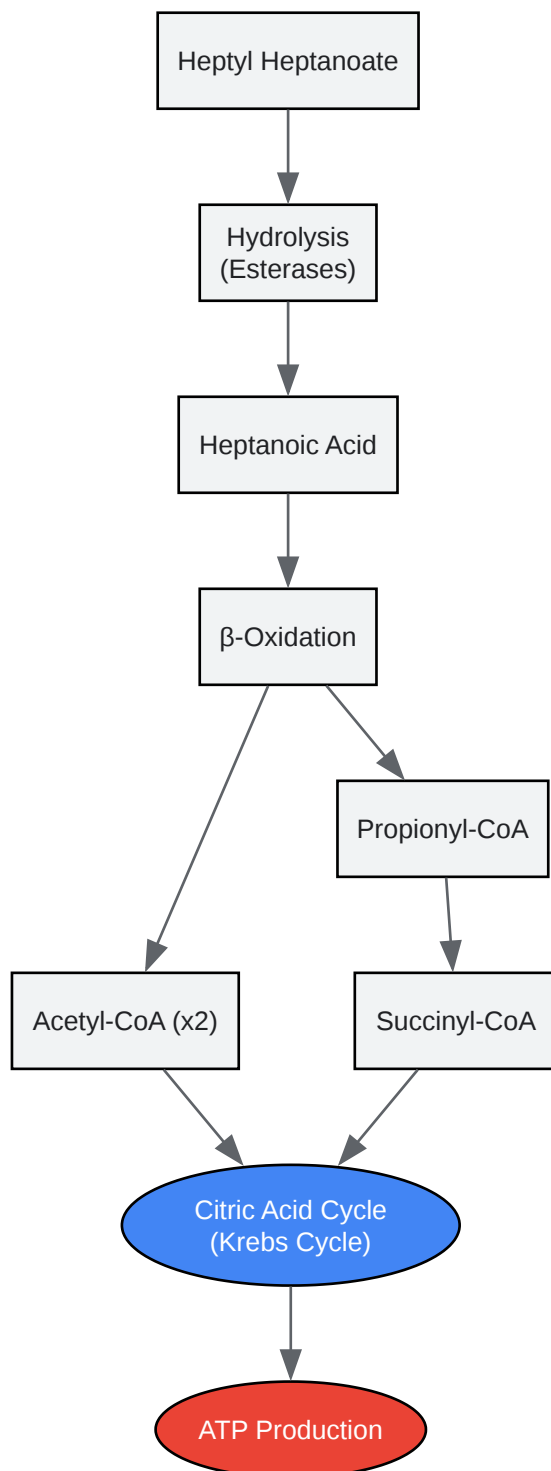 Heptyl Heptanoate
Hydrolysis
(Esterases)
Heptanoic Acid
β-Oxidation
Propionyl-CoA
Acetyl-CoA (x2)
Succinyl-CoA
Citric Acid Cycle
(Krebs Cycle)
ATP Production